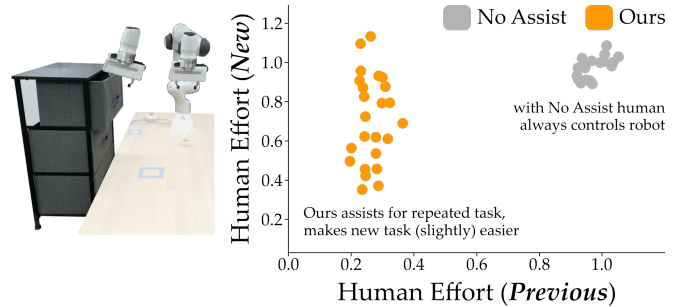 No Assist
Ours
Human Effort (New)
1.2
1.0
0.8
0.6
0.4
0.2
with No Assist human
always controls robot
Ours assists for repeated task,
makes new task (slightly) easier
0.0
0.2
0.4
0.6
0.8
1.0
Human Effort (Previous)